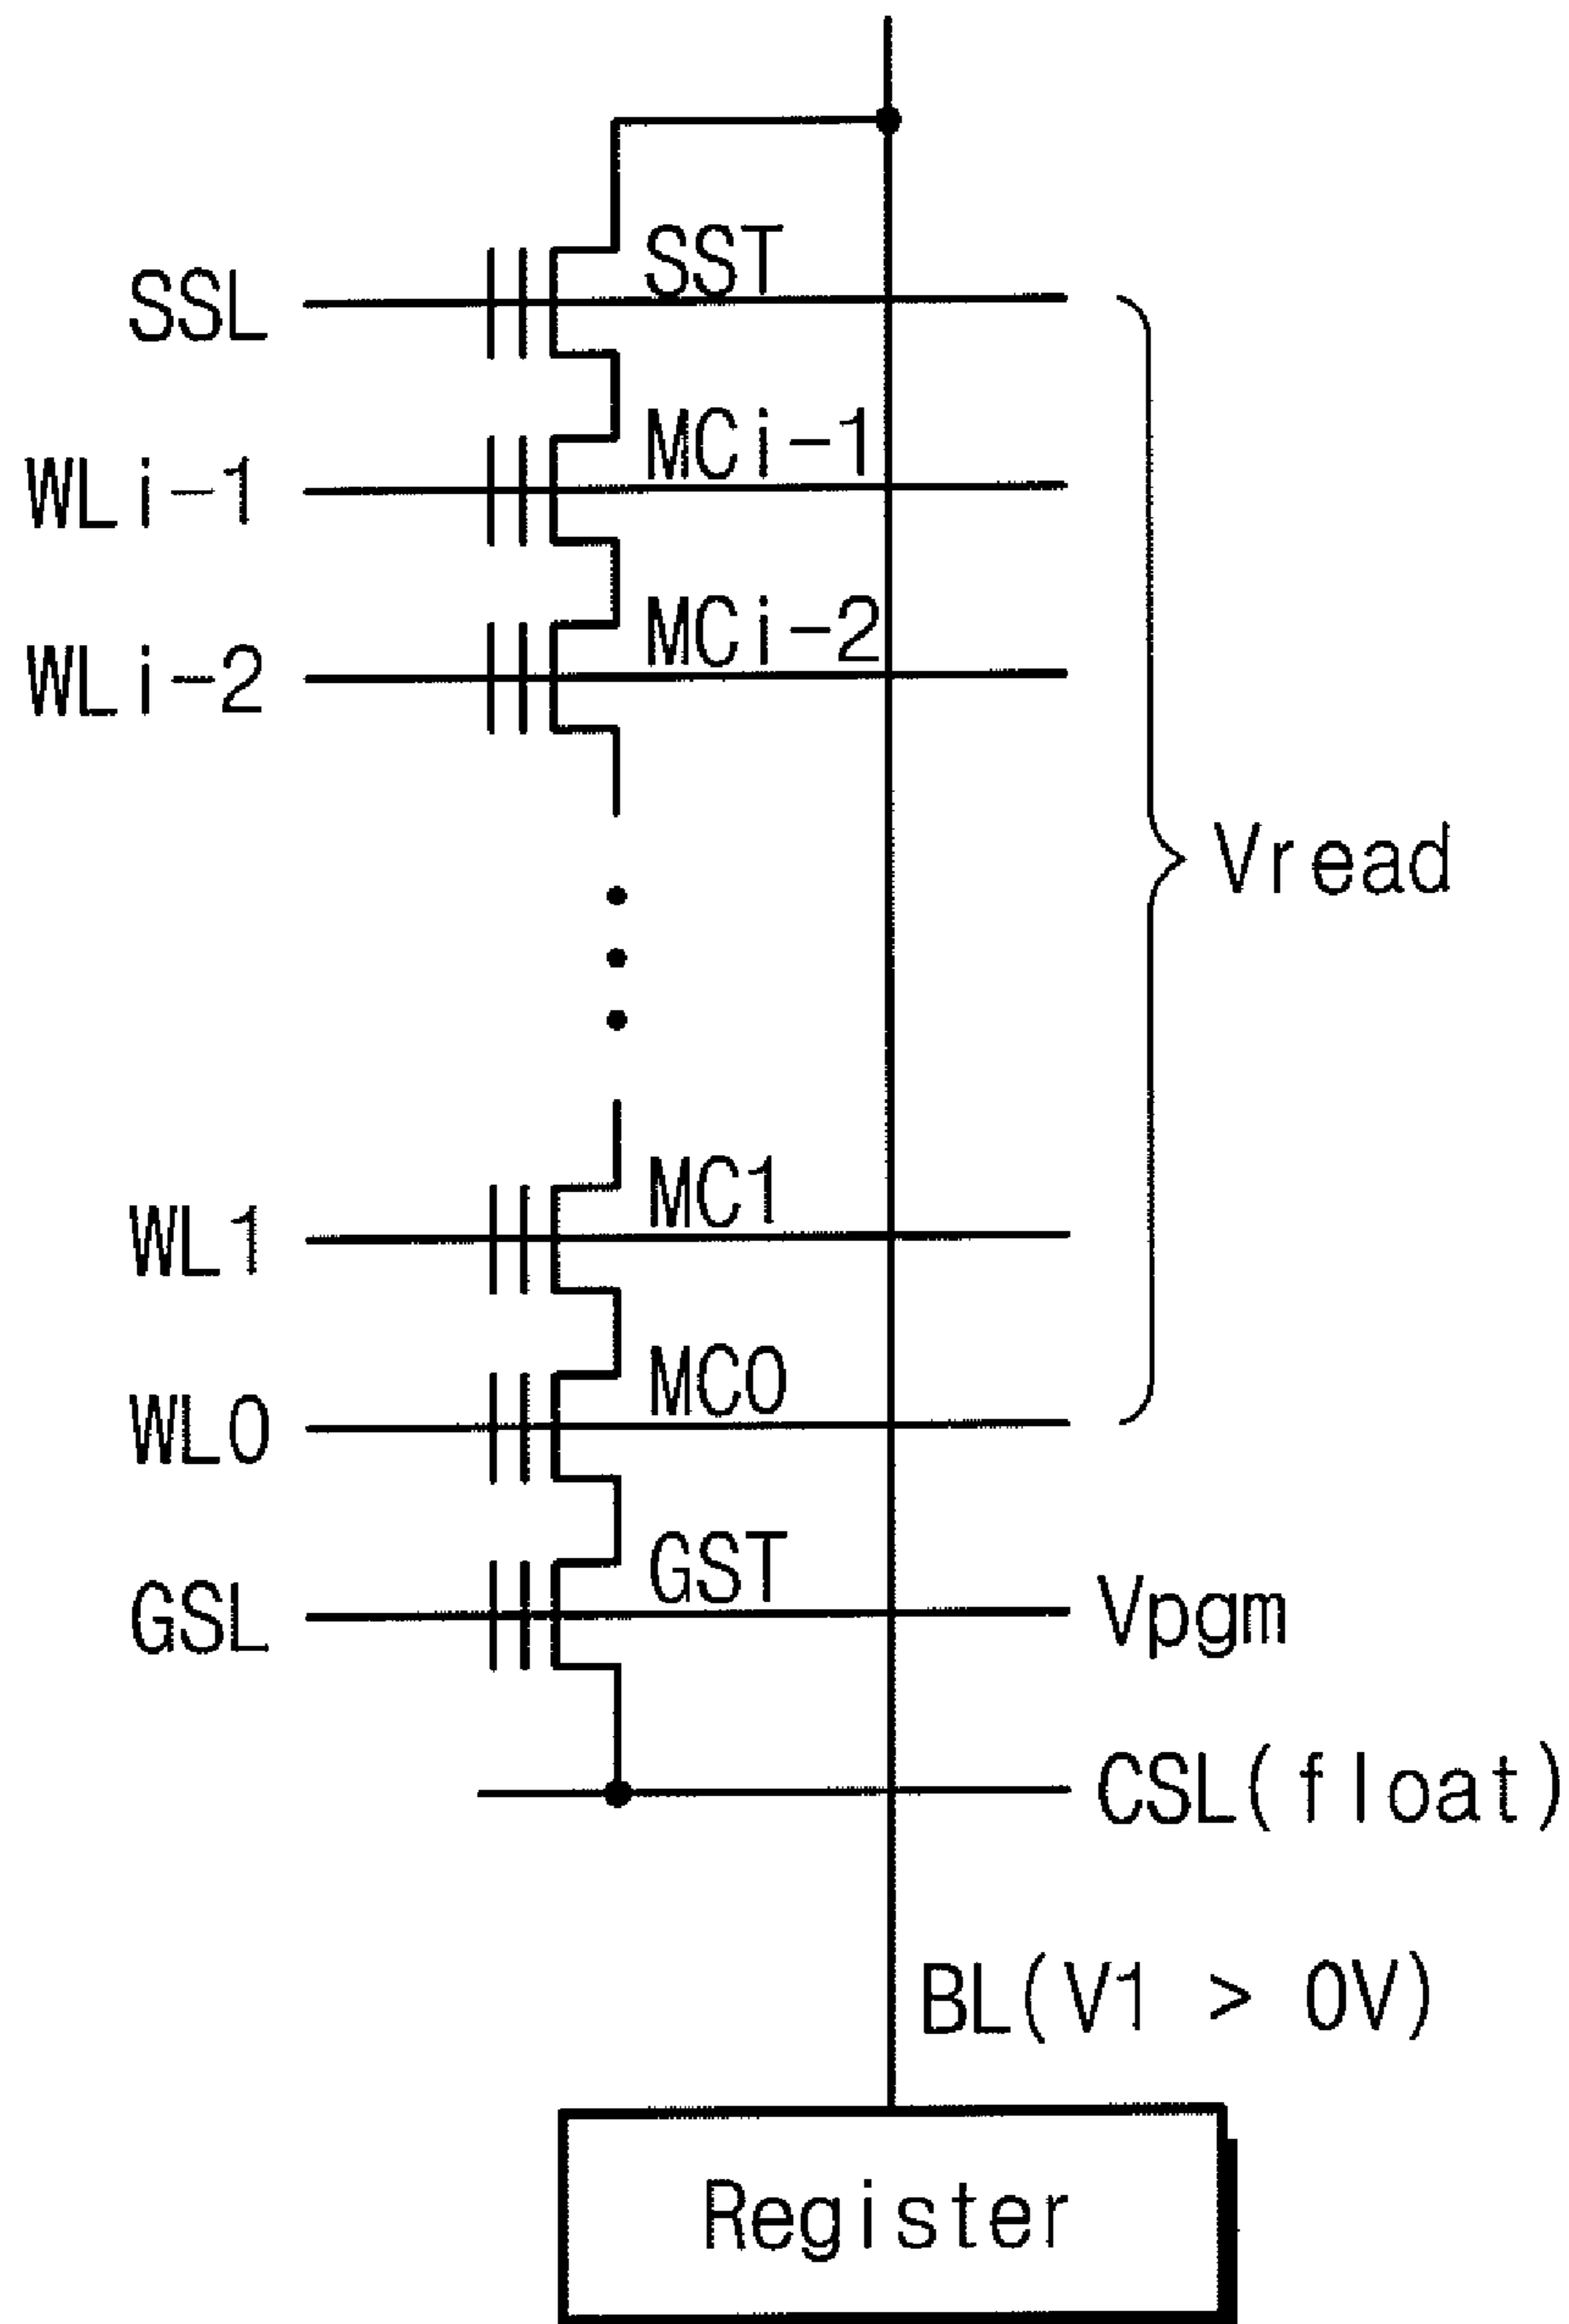 SST
SSL
MCi-1
WLi-1
MCi-2
WLi-2
Vread
MC1
WL1
MC0
WL0
GST
GSL
Vpgm
CSL(float)
BL(V1 > 0V)
Register